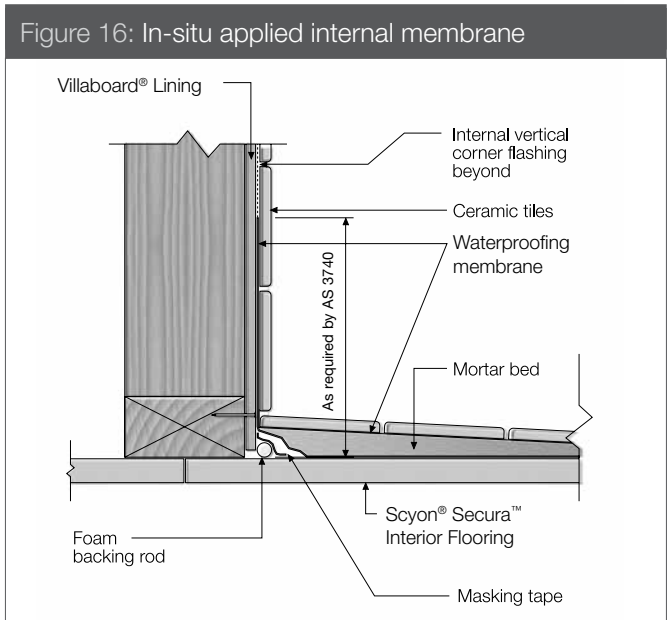 Figure 16: In-situ applied internal membrane
Villaboard® Lining
Internal vertical
corner flashing
beyond
Ceramic tiles
Waterproofing
membrane
As required by AS 3740
Mortar bed
Foam
backing rod
Scyon® Secura™
Interior Flooring
Masking tape